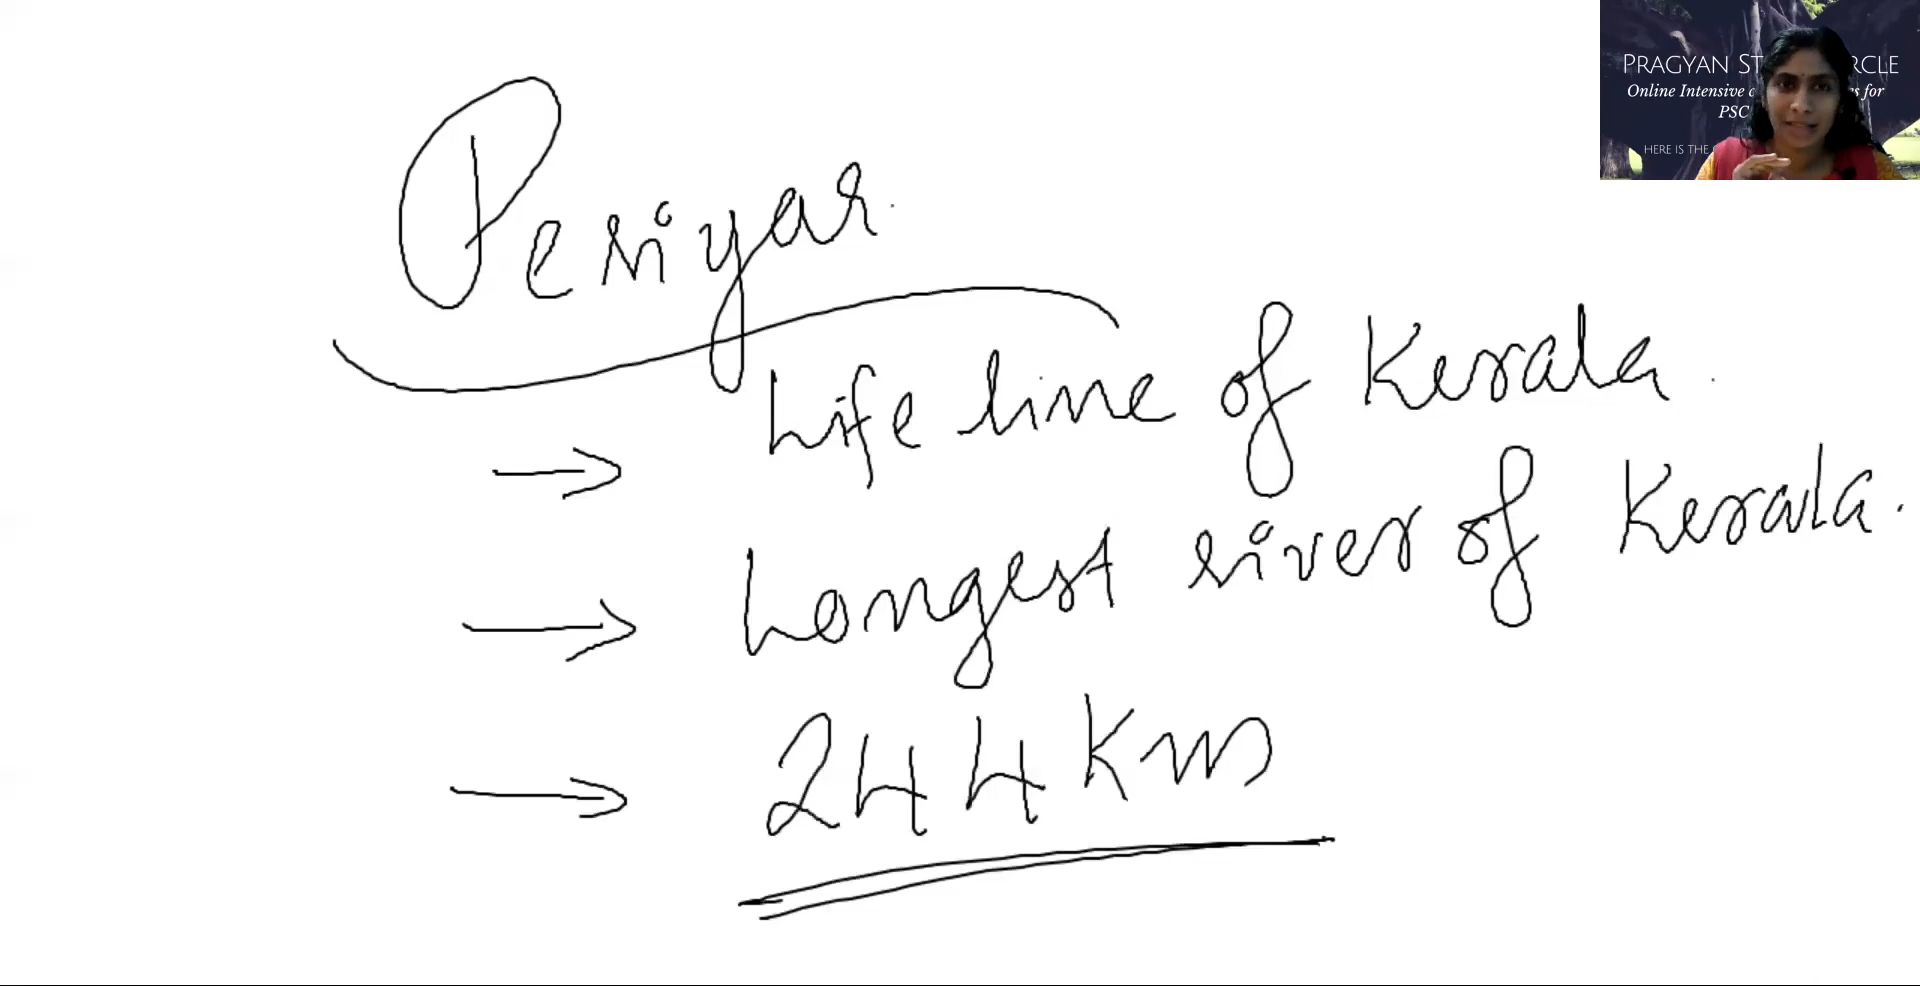 PRAGYAN ST RCLE
Online Intensive s for
PSC
HERE IS THE
Periyar.
→ Life line of Kerala.
→ Longest river of Kerala.
→ 244 Km